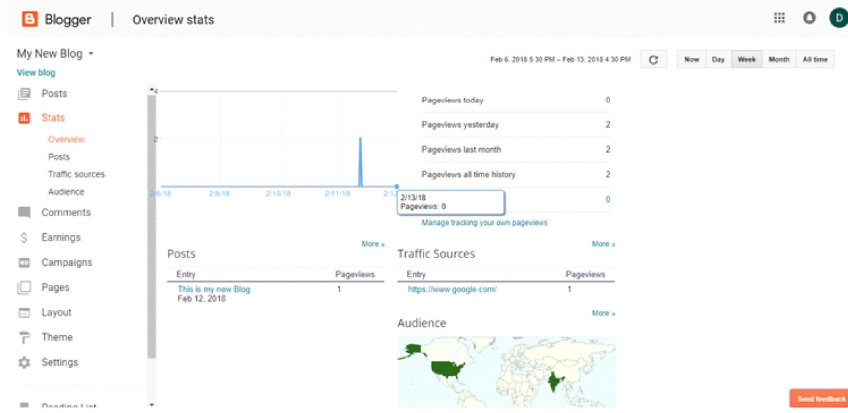 Blogger | Overview stats
D
My New Blog
View blog
Feb 6, 2018 5:30 PM – Feb 13, 2018 4:30 PM
Now Day Week Month All time
Posts
Stats
Overview
Posts
Traffic sources
Audience
Comments
Earnings
Campaigns
Pages
Layout
Theme
Settings
4
2
2/8/18 2/10/18 2/11/18
Pageviews today 0
Pageviews yesterday 2
Pageviews last month 2
Pageviews all time history 2
0
2/13/18
Pageviews: 0
Manage tracking your own pageviews
More »
Posts
Entry Pageviews
This is my new Blog 1
Feb 12, 2018
More »
Traffic Sources
Entry Pageviews
https://www.google.com/ 1
More »
Audience
Send feedback